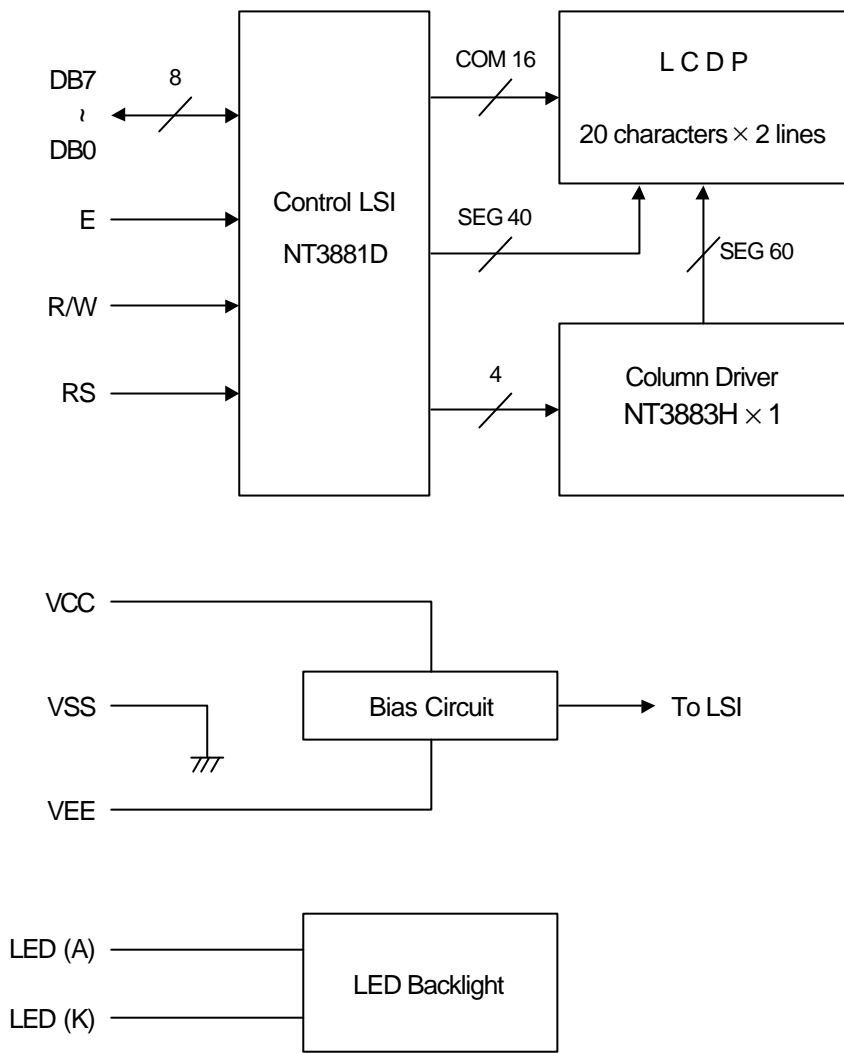 DB7
~
DB0
8
E
R/W
RS
Control LSI
NT3881D
COM 16
SEG 40
4
L C D P
20 characters × 2 lines
SEG 60
Column Driver
NT3883H × 1
VCC
VSS
VEE
Bias Circuit
To LSI
LED (A)
LED (K)
LED Backlight